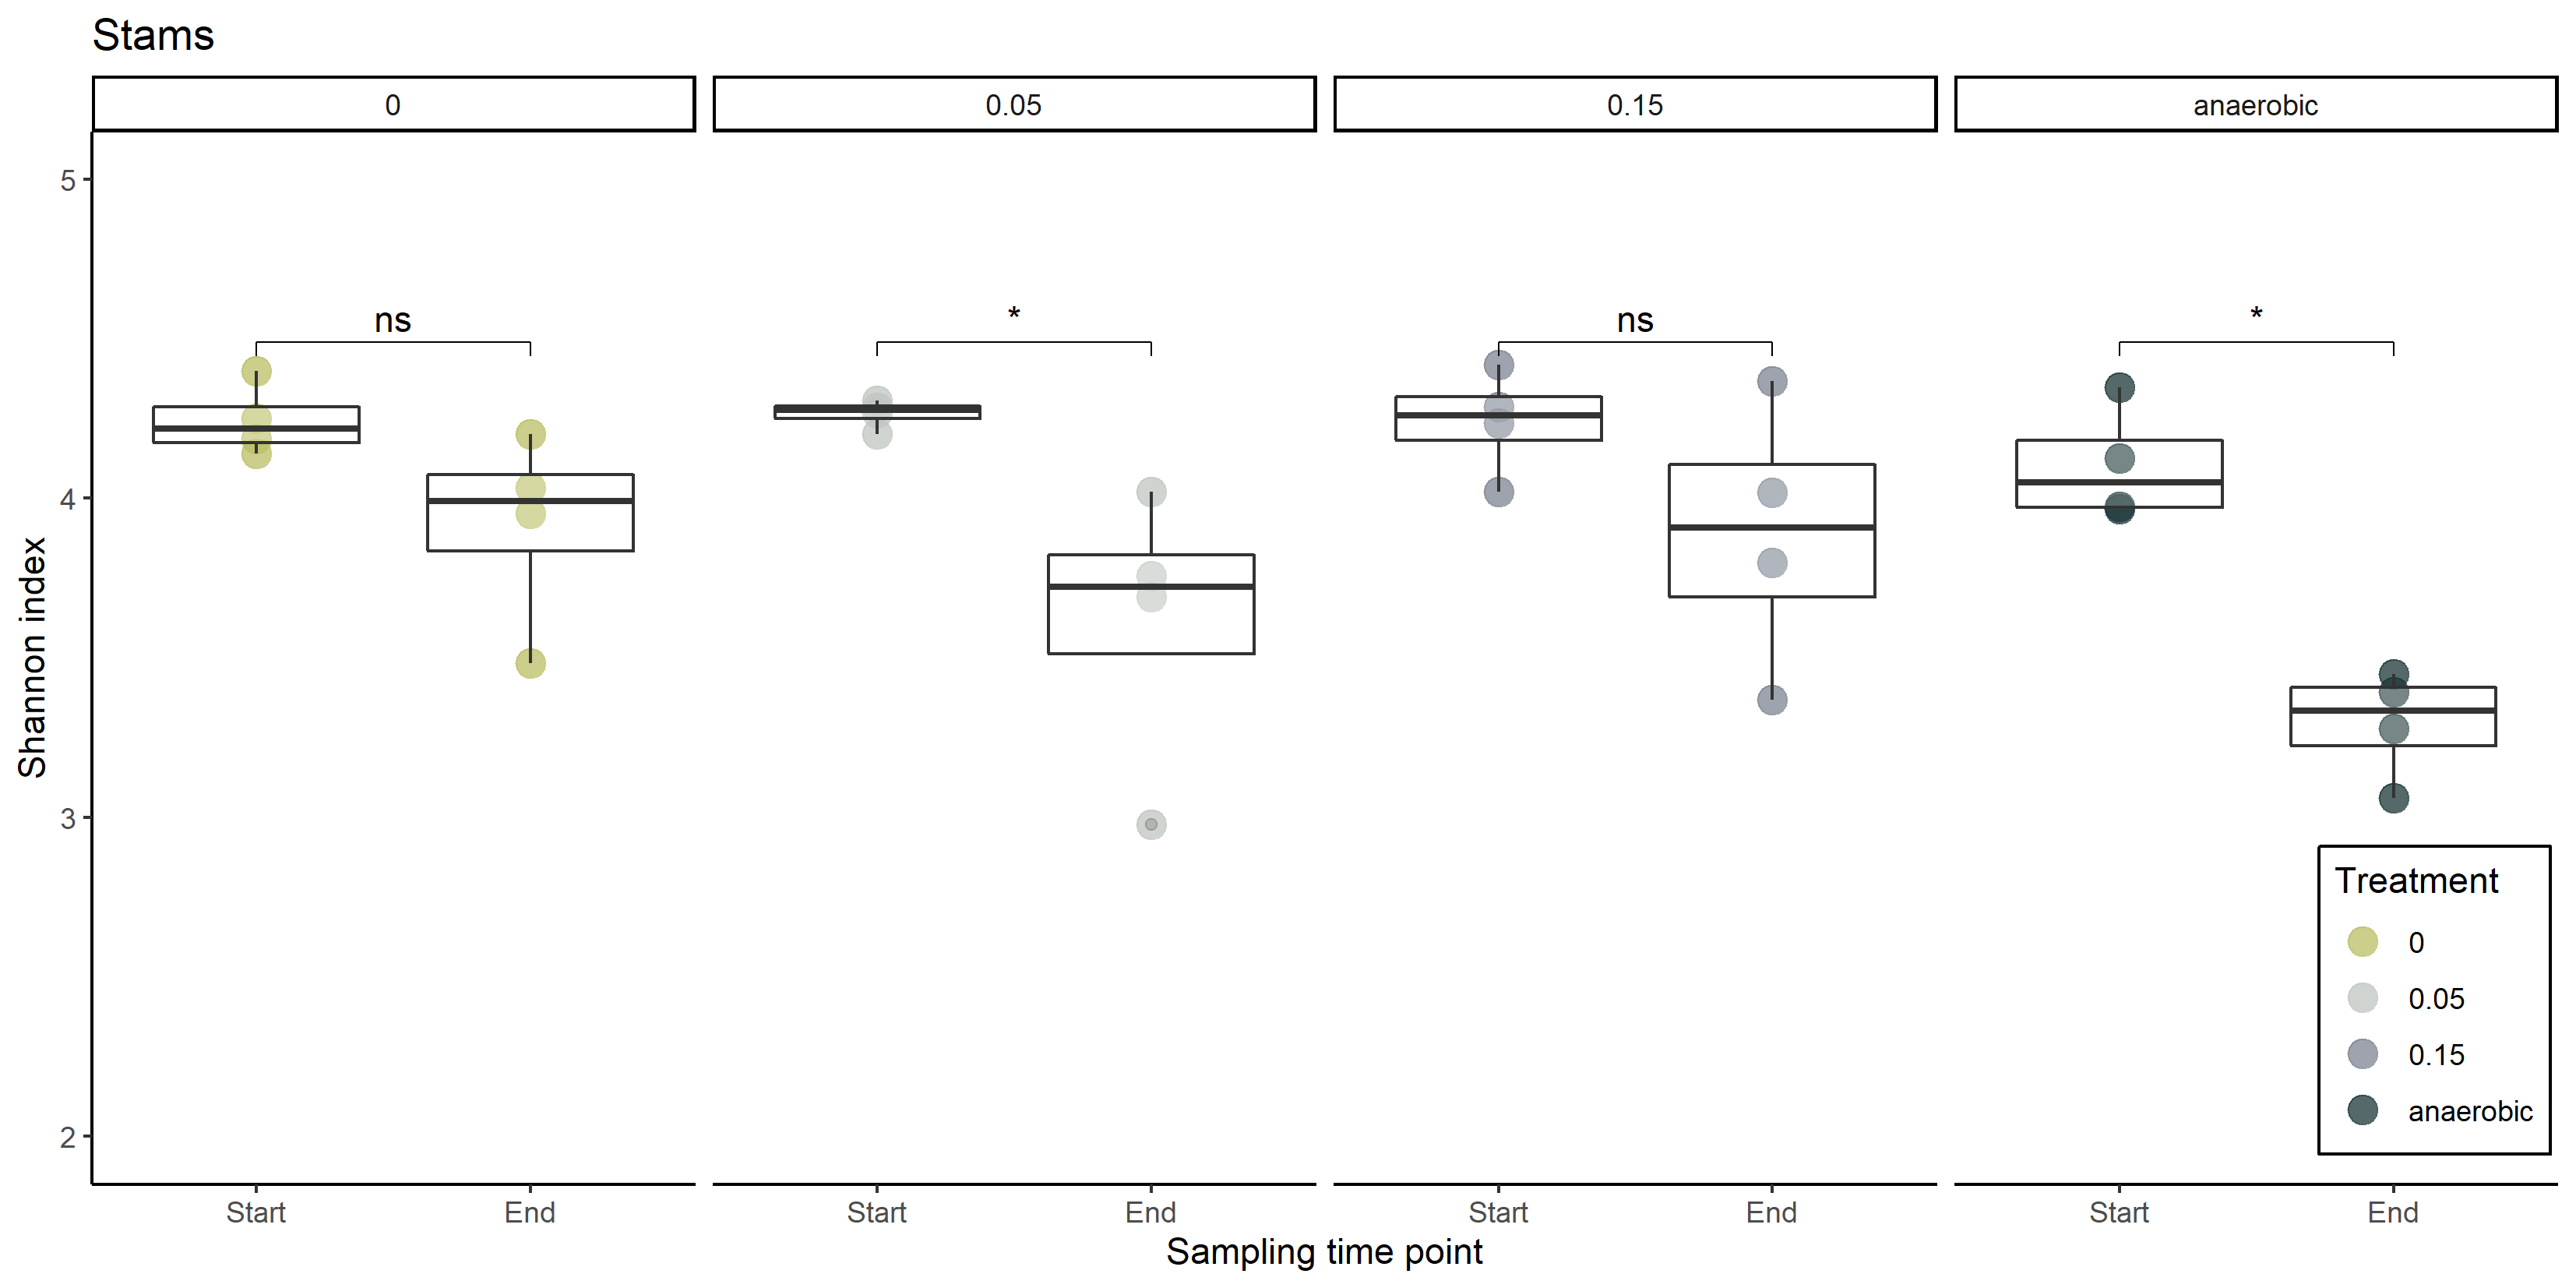 Stams
0
0.05
0.15
anaerobic
5
4
3
2
Shannon index
ns
*
ns
*
Treatment
0
0.05
0.15
anaerobic
Start
End
Start
End
Start
End
Start
End
Sampling time point